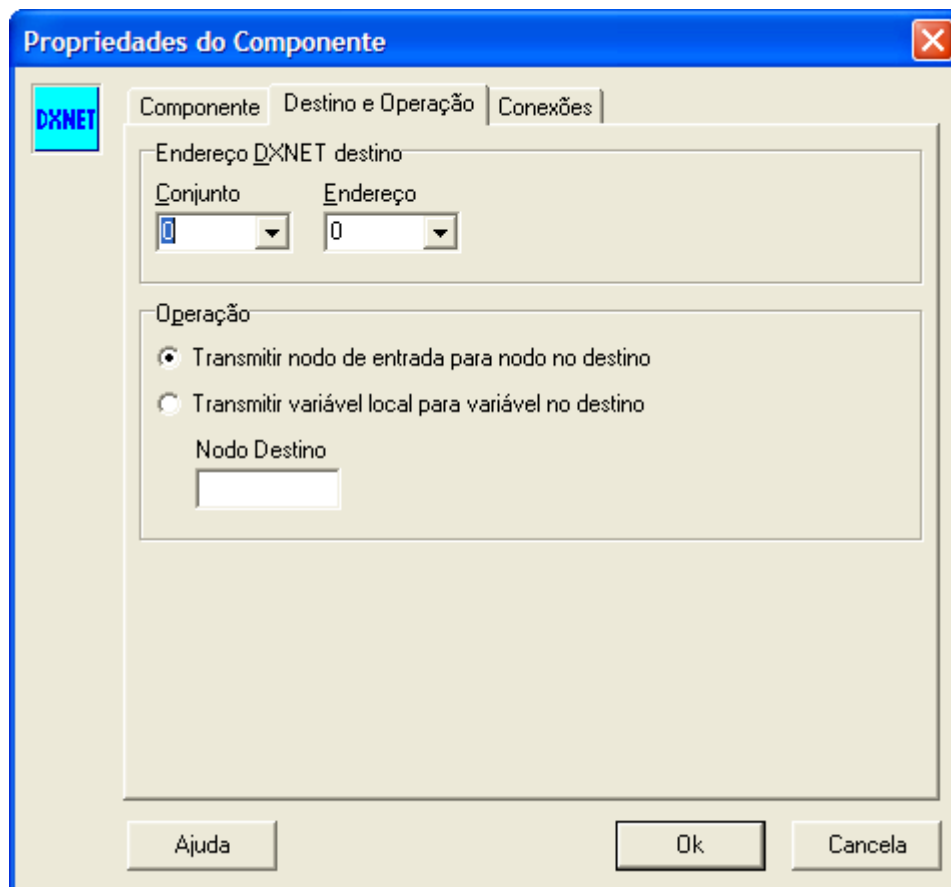 Propriedades do Componente
DXNET
Componente Destino e Operação Conexões
Endereço DXNET destino
Conjunto Endereço
0 0
Operação
Transmitir nodo de entrada para nodo no destino
Transmitir variável local para variável no destino
Nodo Destino
Ajuda Ok Cancela